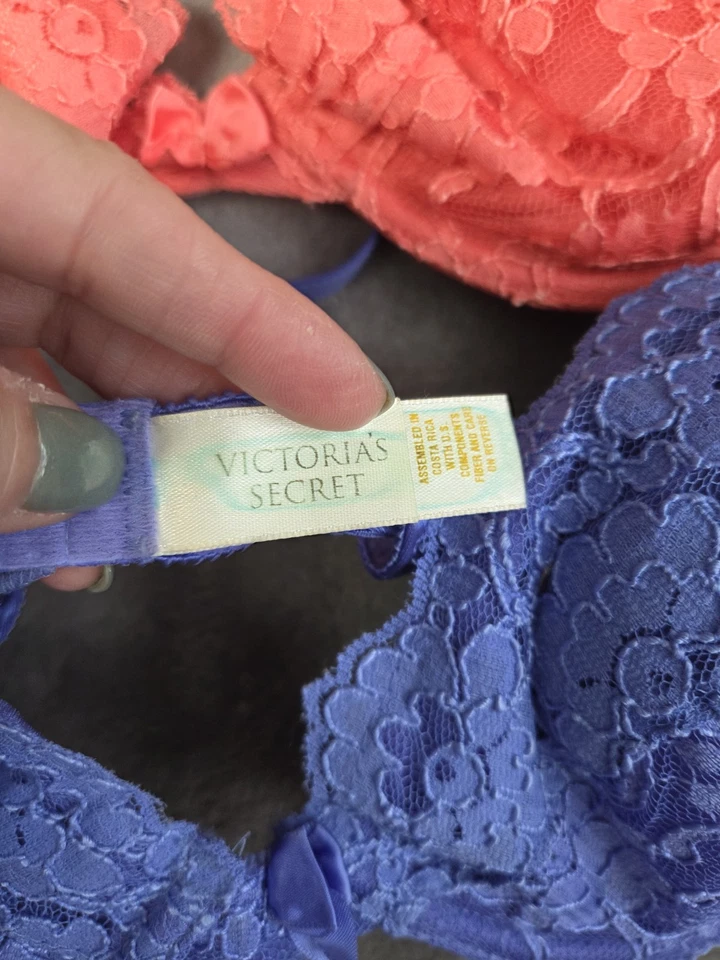 VICTORIA'S
SECRET
ASSEMBLED IN
COSTA RICA
WITH U.S.
COMPONENTS
FIBER AND CARE
ON REVERSE